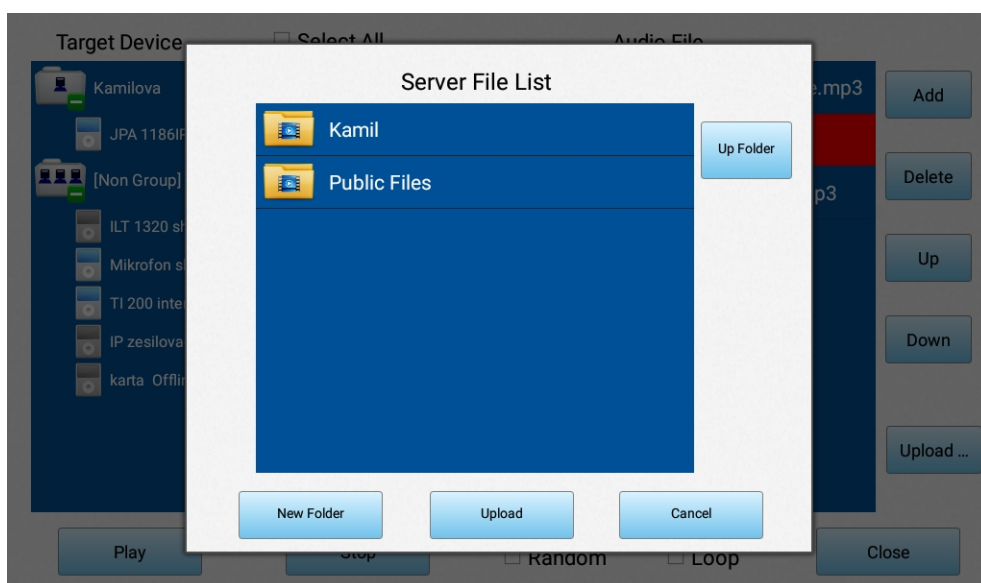 Target Device
Select All
Audio File
Kamilova
JPA 1186IP
[Non Group]
ILT 1320 s
Mikrofon s
TI 200 inte
IP zesilova
karta Offli
.mp3
p3
Add
Delete
Up
Down
Upload ...
Server File List
Kamil
Public Files
Up Folder
New Folder
Upload
Cancel
Play
Stop
Random
Loop
Close